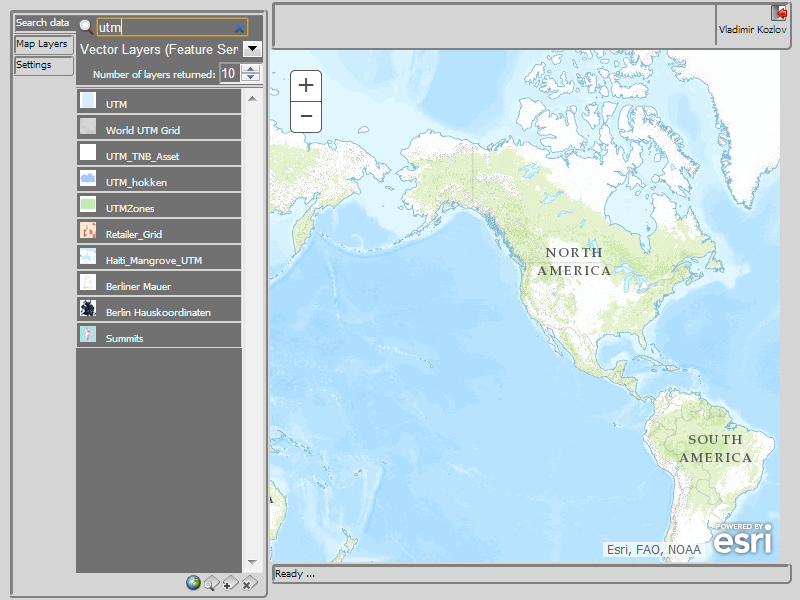 Search data
Map Layers
Settings
utm
Vector Layers (Feature Ser
Number of layers returned: 10
UTM
World UTM Grid
UTM_TNB_Asset
UTM_hokken
UTMZones
Retailer_Grid
Haiti_Mangrove_UTM
Berliner Mauer
Berlin Hauskoordinaten
Summits
Vladimir Kozlov
+
−
NORTH
AMERICA
SOUTH
AMERICA
A
Esri, FAO, NOAA
POWERED BY
esri
Ready ...